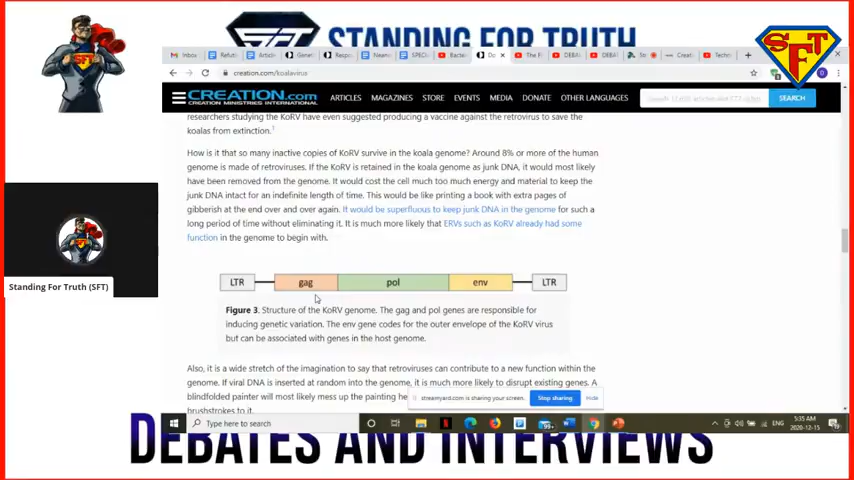 STANDING FOR TRUTH
SFT
SFT
creation.com/koalavirus
CREATION.com
CREATION MINISTRIES INTERNATIONAL
ARTICLES MAGAZINES STORE EVENTS MEDIA DONATE OTHER LANGUAGES
SEARCH
researchers studying the KoRV have even suggested producing a vaccine against the retrovirus to save the
koalas from extinction.
How is it that so many inactive copies of KoRV survive in the koala genome? Around 8% or more of the human
genome is made of retroviruses. If the KoRV is retained in the koala genome as junk DNA, it would most likely
have been removed from the genome. It would cost the cell much too much energy and material to keep the
junk DNA intact for an indefinite length of time. This would be like printing a book with extra pages of
gibberish at the end over and over again. It would be superfluous to keep junk DNA in the genome for such a
long period of time without eliminating it. It is much more likely that ERVs such as KoRV already had some
function in the genome to begin with.
LTR gag pol env LTR
Figure 3. Structure of the KoRV genome. The gag and pol genes are responsible for
inducing genetic variation. The env gene codes for the outer envelope of the KoRV virus
but can be associated with genes in the host genome.
Also, it is a wide stretch of the imagination to say that retroviruses can contribute to a new function within the
genome. If viral DNA is inserted at random into the genome, it is much more likely to disrupt existing genes. A
blindfolded painter will most likely mess up the painting he
brushstrokes to it.
streamyard.com is sharing your screen. Stop sharing Hide
Standing For Truth (SFT)
Type here to search
ENG
5:35 AM
2020-12-15
DEBATES AND INTERVIEWS